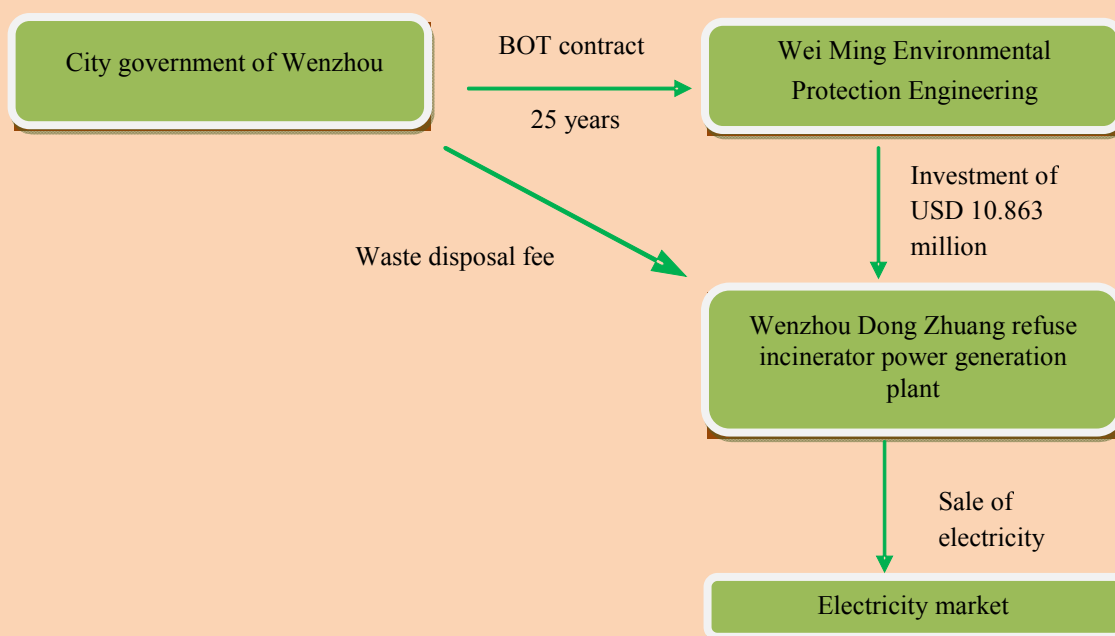 City government of Wenzhou
BOT contract
25 years
Wei Ming Environmental
Protection Engineering
Investment of
USD 10.863
million
Waste disposal fee
Wenzhou Dong Zhuang refuse
incinerator power generation
plant
Sale of
electricity
Electricity market